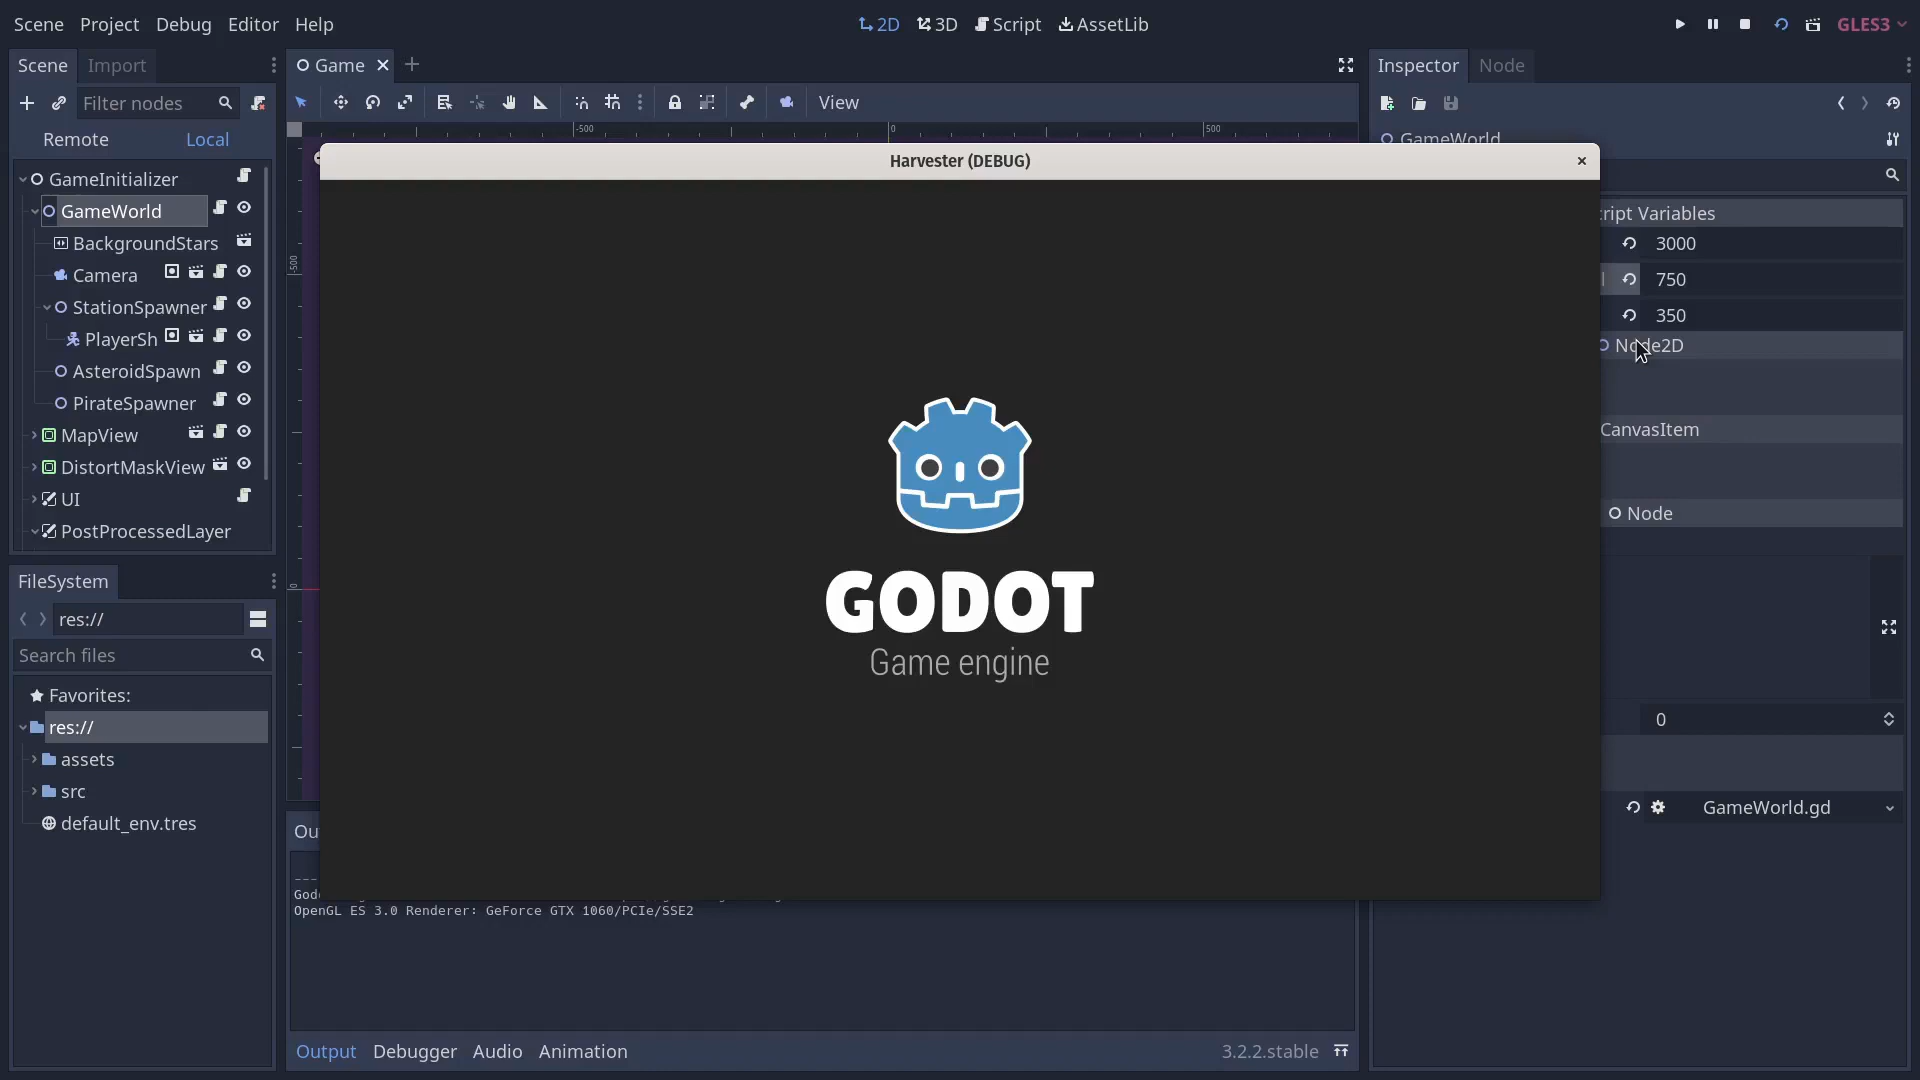 Scene Project Debug Editor Help
2D 3D Script AssetLib
GLES3
Scene Import
Filter nodes
Remote Local
GameInitializer
GameWorld
BackgroundStars
Camera
StationSpawner
PlayerSh
AsteroidSpawn
PirateSpawner
MapView
DistortMaskView
UI
PostProcessedLayer
FileSystem
res://
Search files
Favorites:
res://
assets
src
default_env.tres
Game
View
-500 0 500
-500
0
Harvester (DEBUG)
GODOT
Game engine
Ou
---
God
OpenGL ES 3.0 Renderer: GeForce GTX 1060/PCIe/SSE2
Output Debugger Audio Animation
3.2.2.stable
Inspector Node
GameWorld
ript Variables
3000
750
350
Node2D
CanvasItem
Node
0
GameWorld.gd